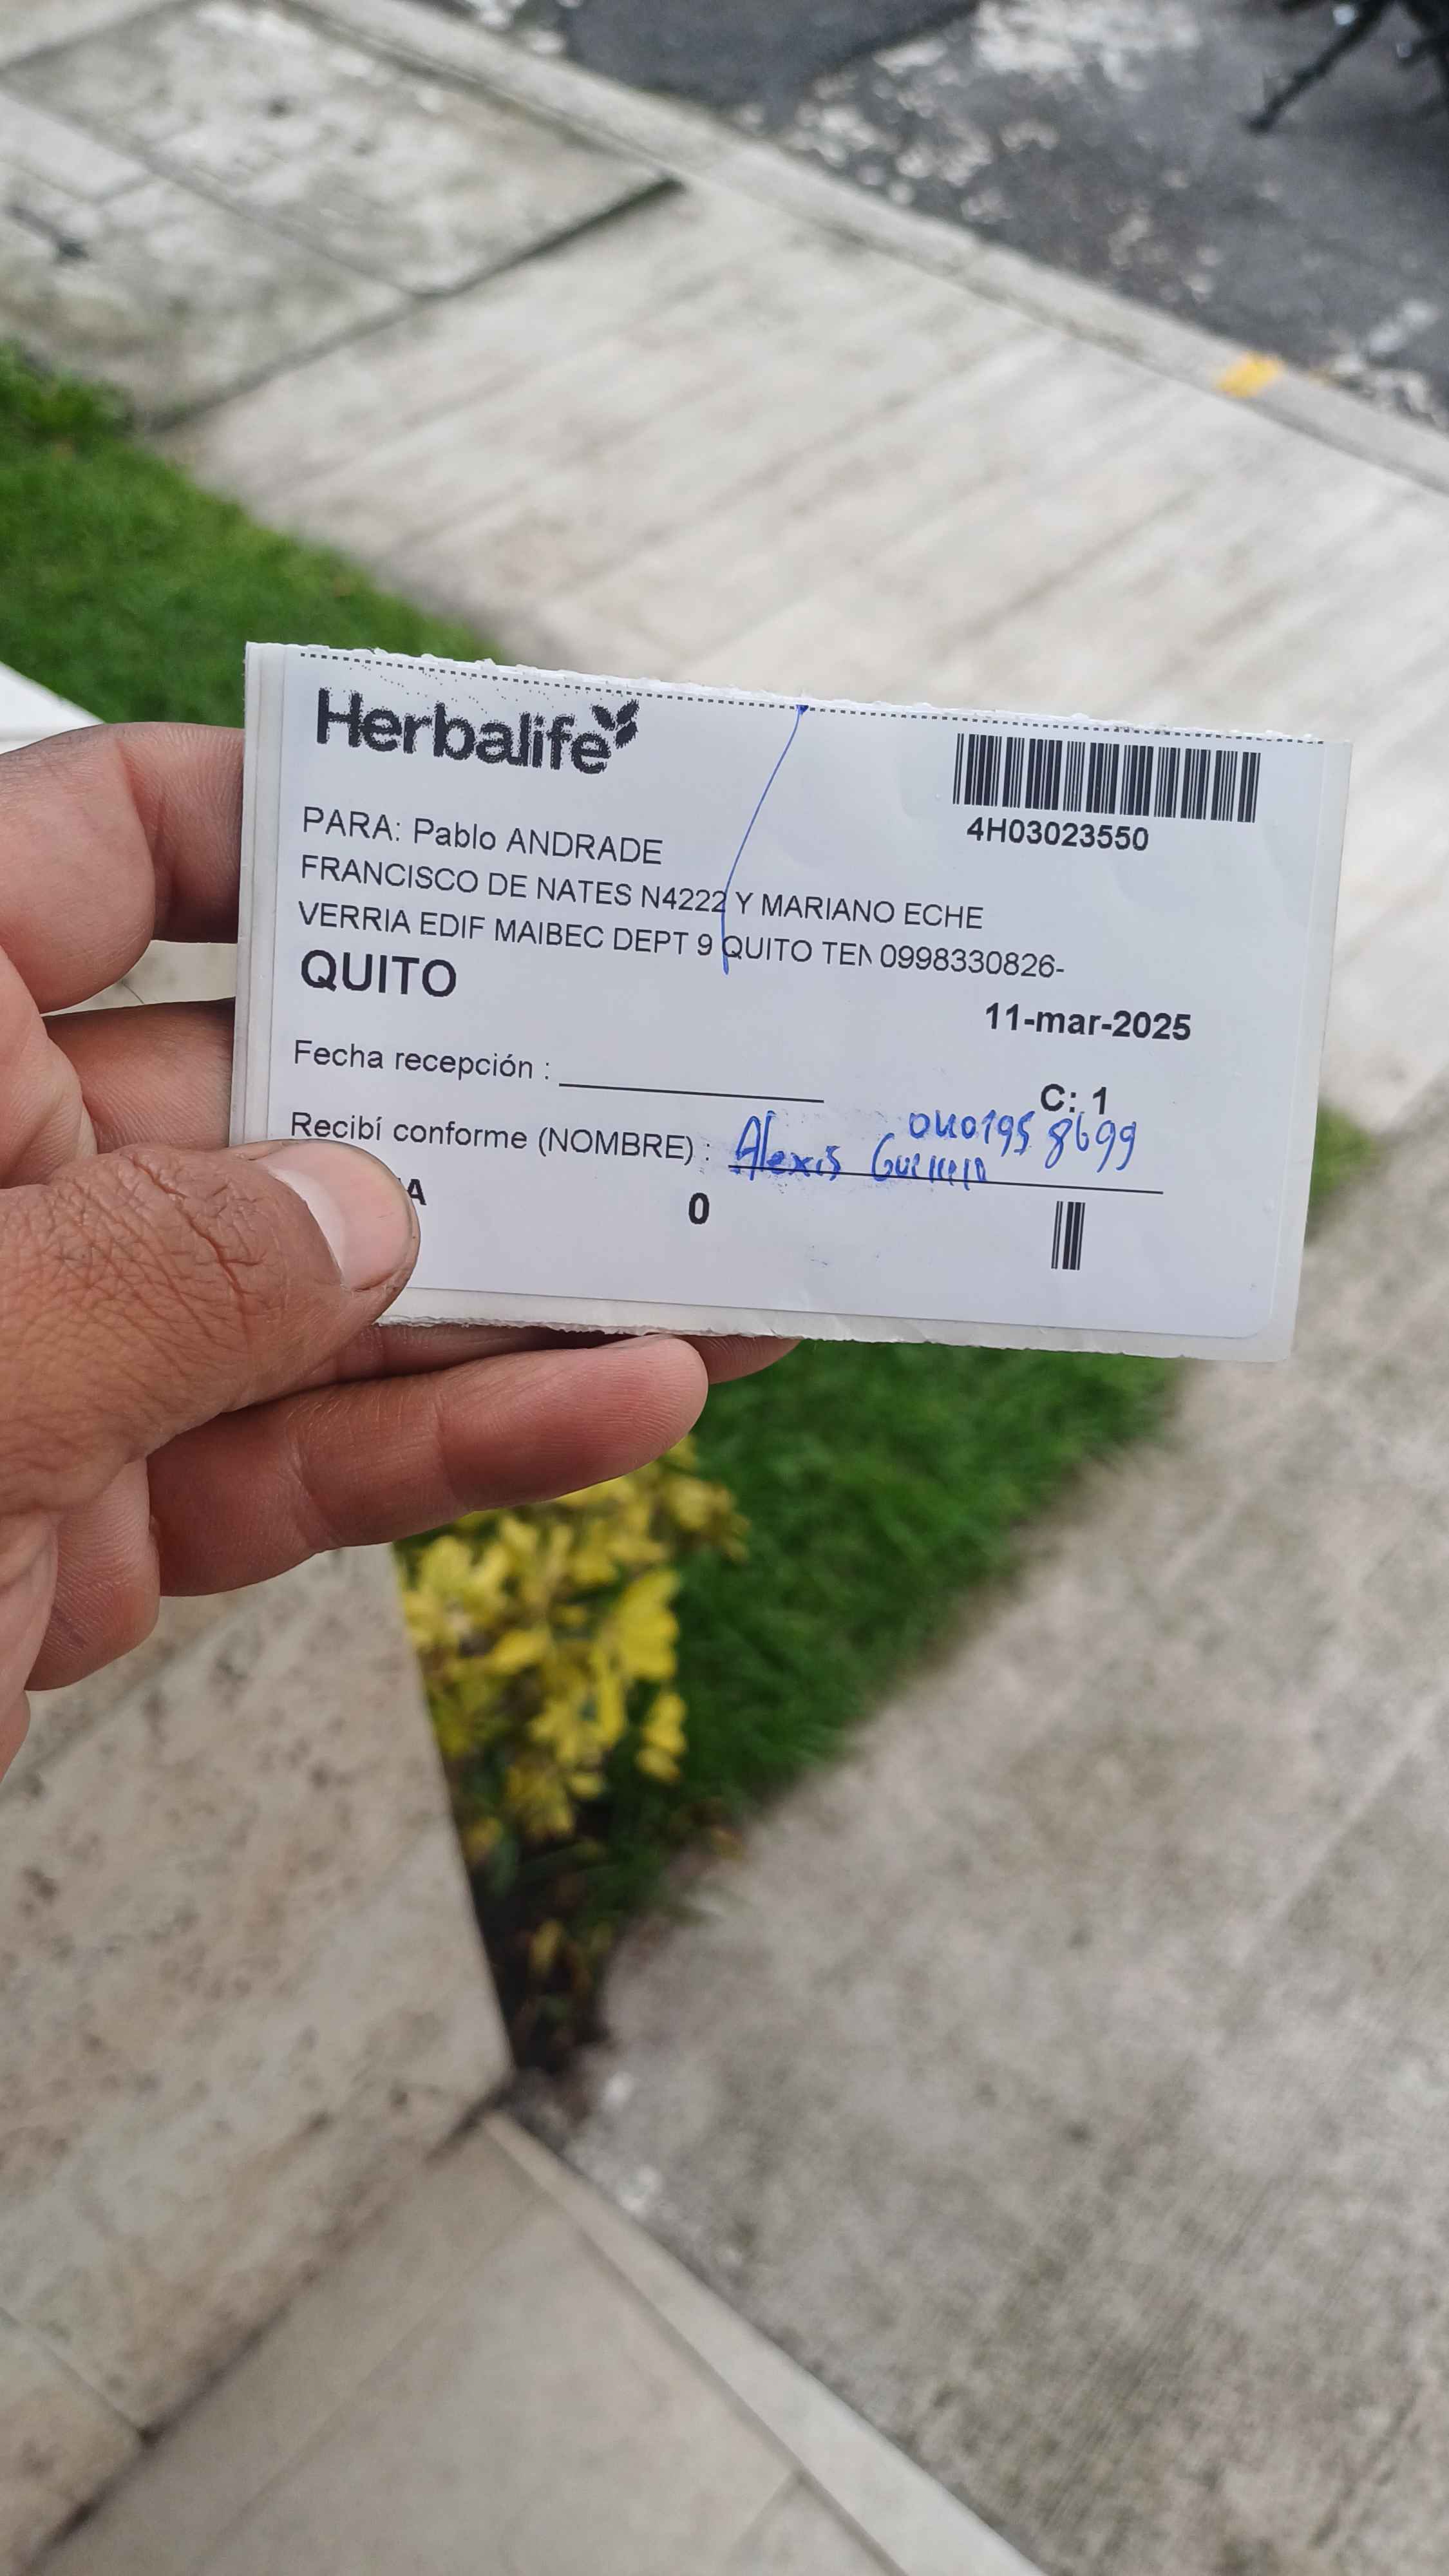 Herbalife
4H03023550
PARA: Pablo ANDRADE
FRANCISCO DE NATES N4222 Y MARIANO ECHE
VERRIA EDIF MAIBEC DEPT 9 QUITO TEN 0998330826-
QUITO
11-mar-2025
Fecha recepción :
C: 1
0401958699
Recibí conforme (NOMBRE) : Alexis
0